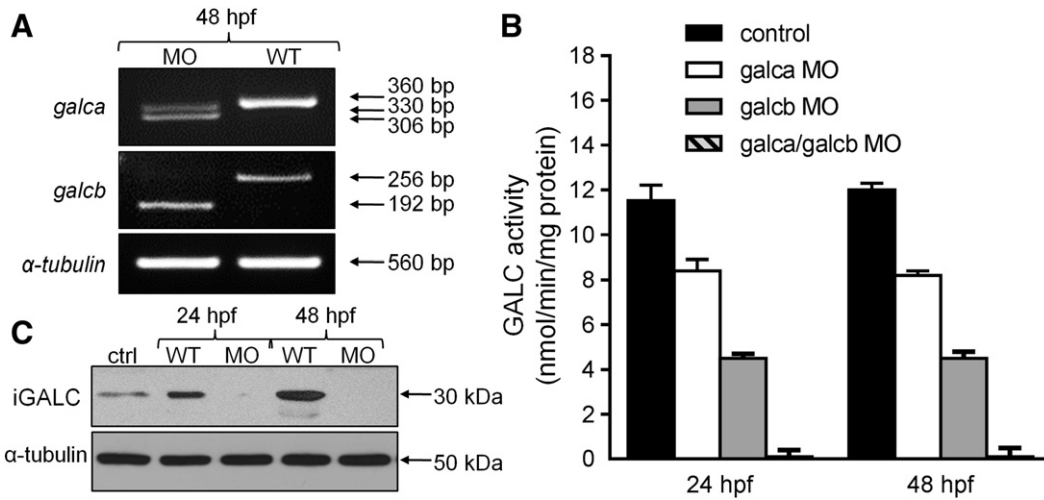 A
48 hpf
MO WT
galca
360 bp
330 bp
306 bp
galcb
256 bp
192 bp
α-tubulin
560 bp
C
24 hpf 48 hpf
ctrl WT MO WT MO
iGALC
30 kDa
α-tubulin
50 kDa
B
control
galca MO
galcb MO
galca/galcb MO
GALC activity
(nmol/min/mg protein)
18
16
14
12
10
8
6
4
2
0
24 hpf 48 hpf